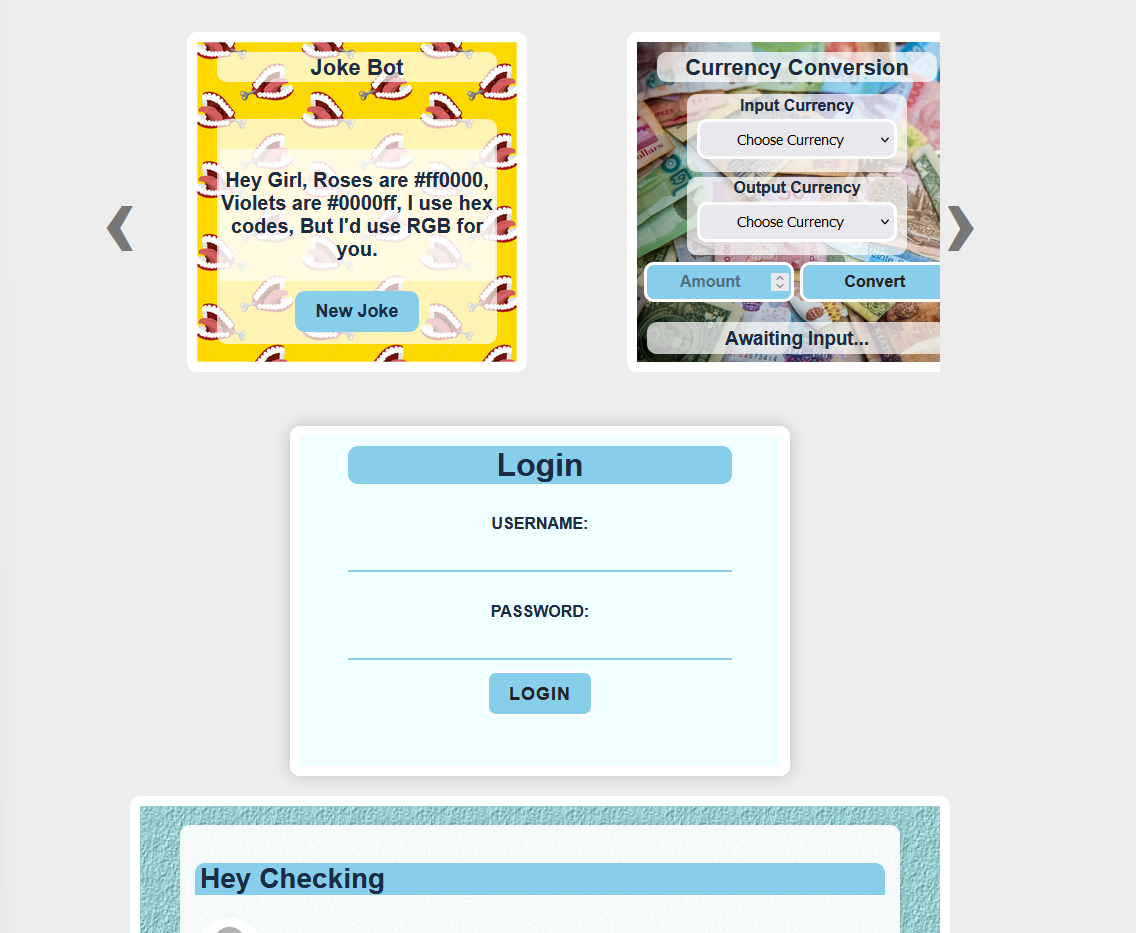 Joke Bot
Hey Girl, Roses are #ff0000,
Violets are #0000ff, I use hex
codes, But I'd use RGB for
you.
New Joke
Currency Conversion
Input Currency
Choose Currency
Output Currency
Choose Currency
Amount
Convert
Awaiting Input...
Login
USERNAME:
PASSWORD:
LOGIN
Hey Checking